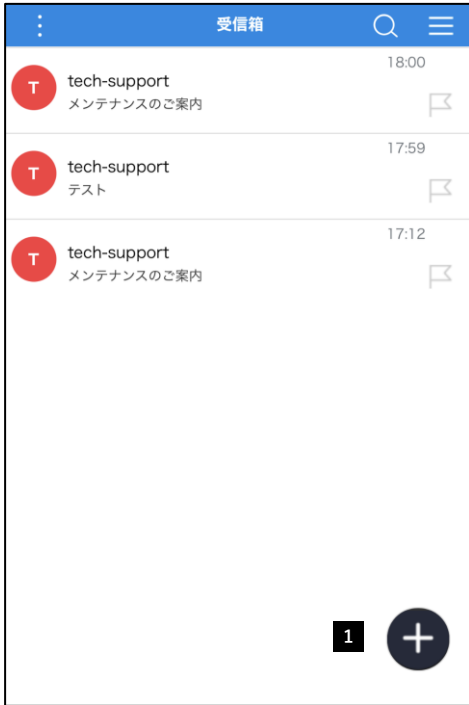 受信箱
18:00
T
tech-support
メンテナンスのご案内
17:59
T
tech-support
テスト
17:12
T
tech-support
メンテナンスのご案内
1